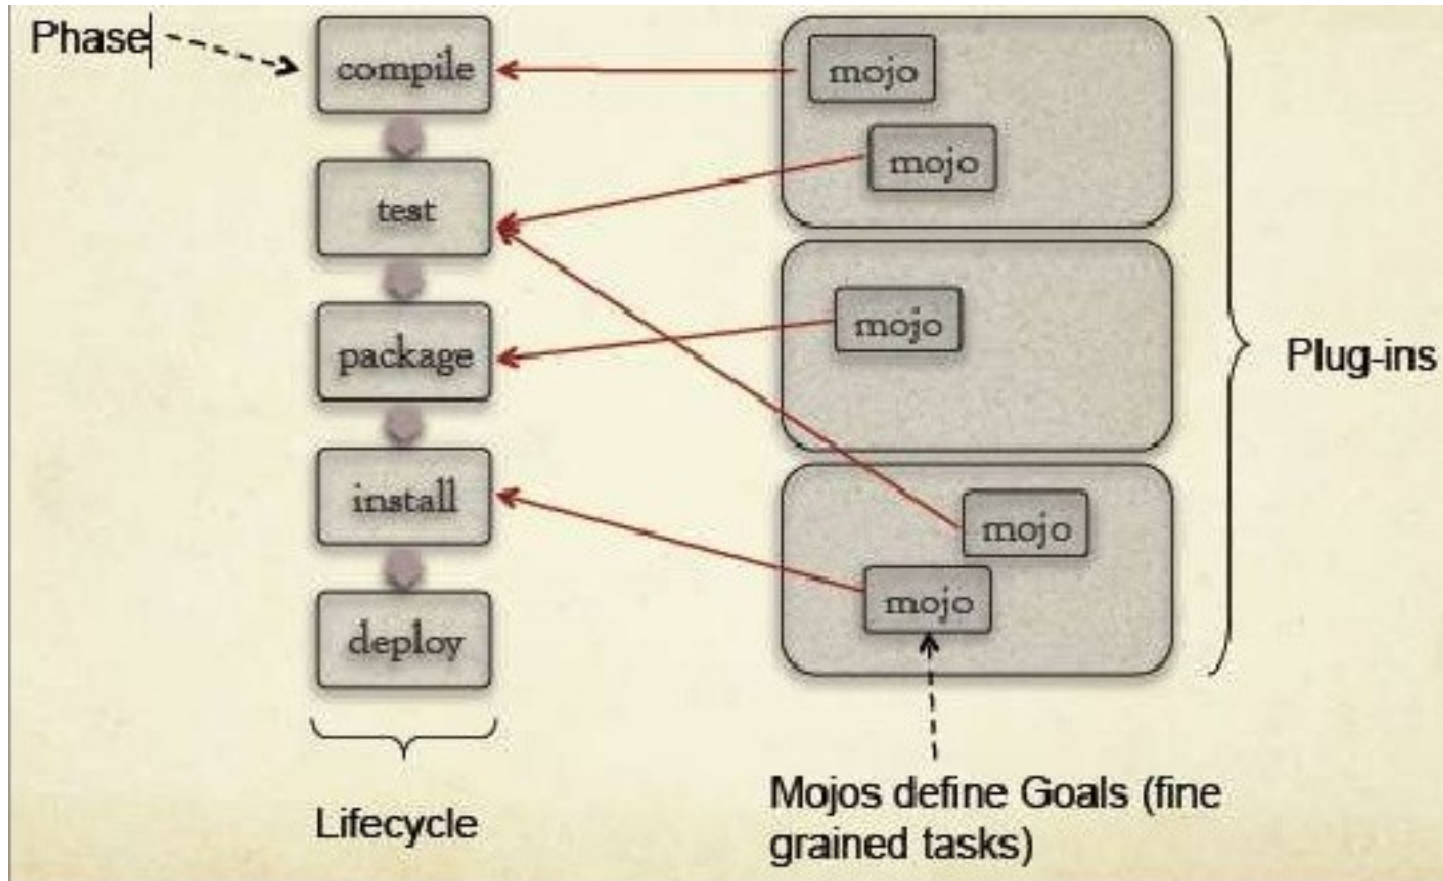 Phase
compile
mojo
mojo
test
package
mojo
Plug-ins
install
mojo
mojo
deploy
Lifecycle
Mojos define Goals (fine
grained tasks)